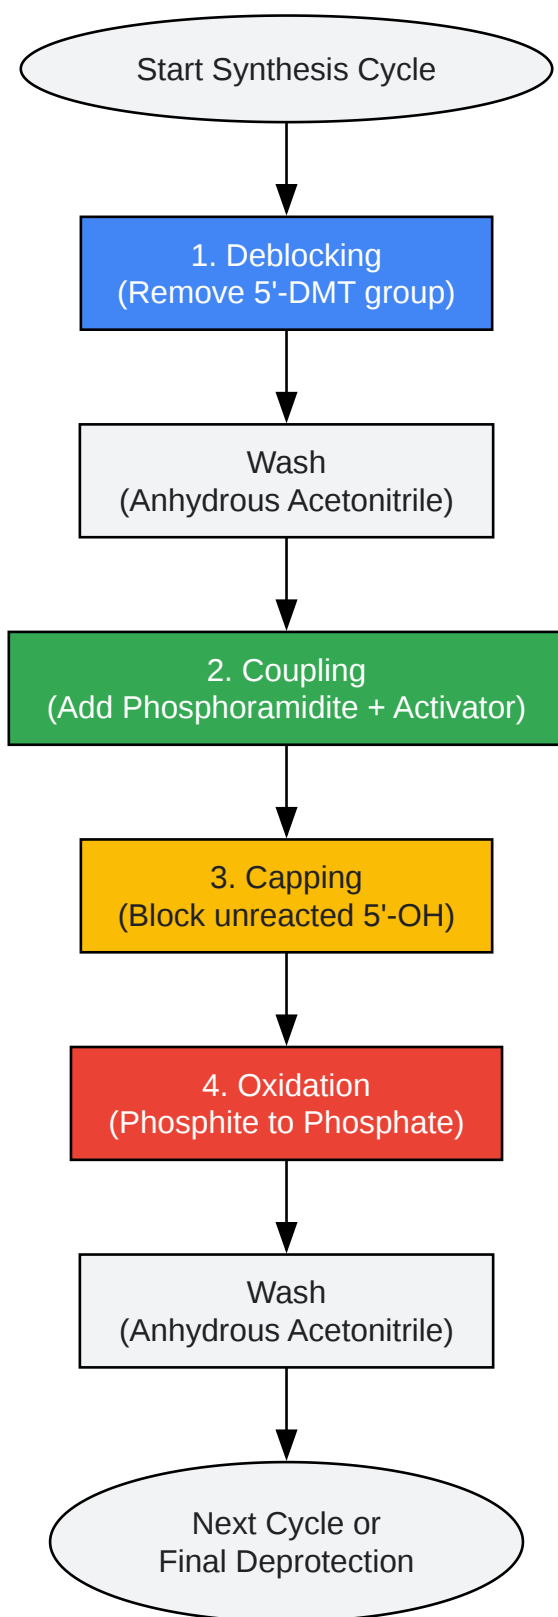 Start Synthesis Cycle
1. Deblocking
(Remove 5'-DMT group)
Wash
(Anhydrous Acetonitrile)
2. Coupling
(Add Phosphoramidite + Activator)
3. Capping
(Block unreacted 5'-OH)
4. Oxidation
(Phosphite to Phosphate)
Wash
(Anhydrous Acetonitrile)
Next Cycle or
Final Deprotection